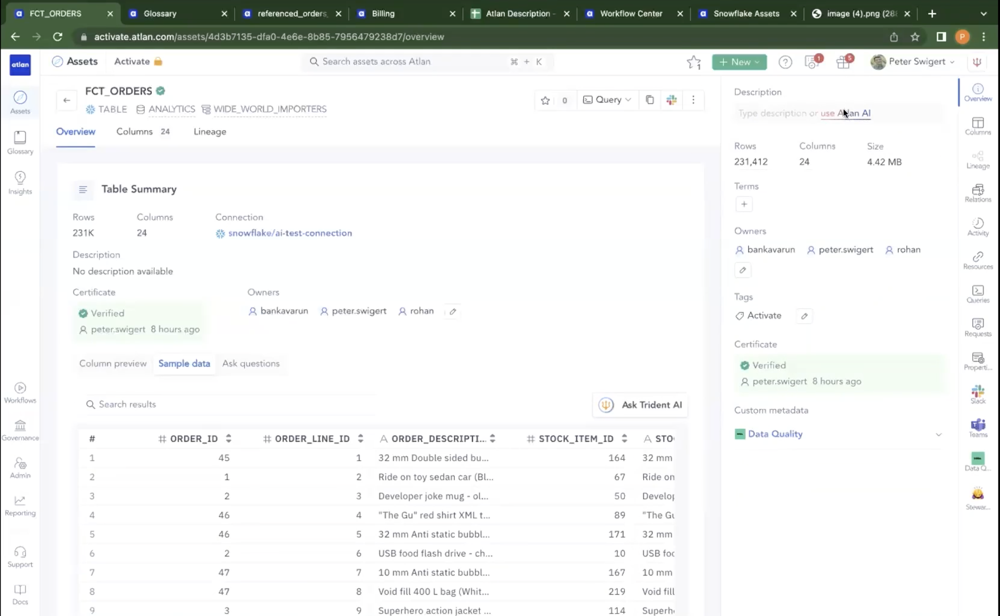 FCT_ORDERS
Glossary
referenced_orders_
Billing
Atlan Description -
Workflow Center
Snowflake Assets
image (4).png (28
activate.atlan.com/assets/4d3b7135-dfa0-4e6e-8b85-7956479238d7/overview
P
atlan
Assets
Activate
Search assets across Atlan
⌘ + K
1
+ New
1
5
Peter Swigert
Assets
Glossary
Insights
Workflows
Governance
Admin
Reporting
Support
Docs
FCT_ORDERS
TABLE ANALYTICS WIDE_WORLD_IMPORTERS
0
Query
Overview Columns 24 Lineage
Table Summary
Rows Columns Connection
231K 24 snowflake/ai-test-connection
Description
No description available
Certificate Owners
Verified
peter.swigert 8 hours ago
bankavarun peter.swigert rohan
Column preview Sample data Ask questions
Search results
Ask Trident AI
# # ORDER_ID # ORDER_LINE_ID A ORDER_DESCRIPTI... # STOCK_ITEM_ID A STO
1 45 1 32 mm Double sided bu... 164 32 mm
2 1 2 Ride on toy sedan car (Bl... 67 Ride on
3 2 3 Developer joke mug - ol... 50 Develop
4 46 4 "The Gu" red shirt XML t... 89 "The Gu
5 46 5 32 mm Anti static bubbl... 171 32 mm
6 2 6 USB food flash drive - ch... 10 USB foo
7 47 7 10 mm Anti static bubbl... 167 10 mm
8 47 8 Void fill 400 L bag (Whit... 219 Void fill
9 3 9 Superhero action jacket ... 114 Superh
Description
Type description or use Atlan AI
Rows Columns Size
231,412 24 4.42 MB
Terms
+
Owners
bankavarun peter.swigert rohan
Tags
Activate
Certificate
Verified
peter.swigert 8 hours ago
Custom metadata
Data Quality
Overview
Columns
Lineage
Relations
Activity
Resources
Queries
Requests
Properti...
Slack
Teams
Data Q...
Stewar...